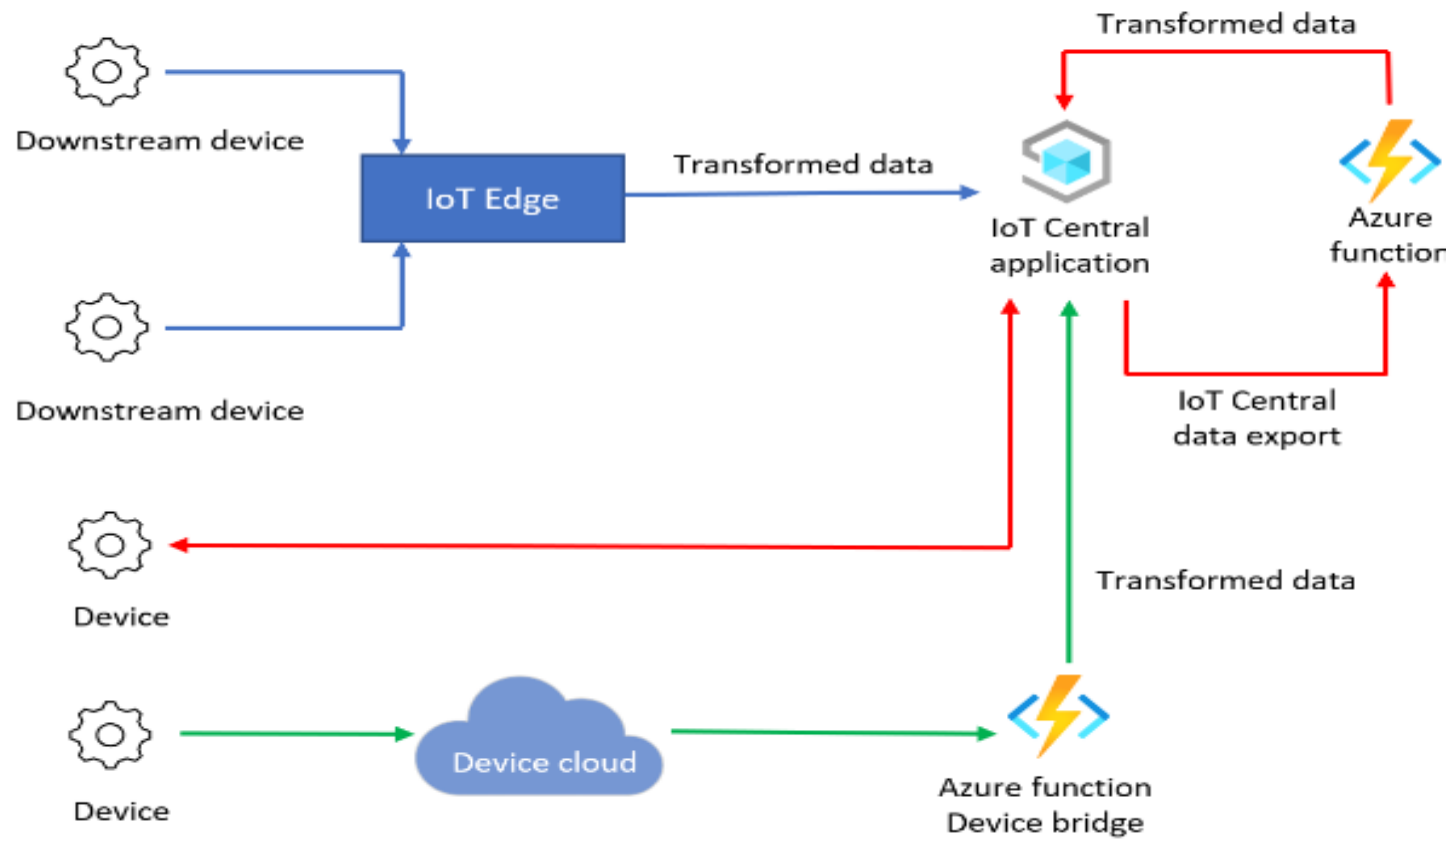 Transformed data
Downstream device
IoT Edge
Transformed data
IoT Central
application
Azure
function
Downstream device
IoT Central
data export
Device
Transformed data
Device cloud
Device
Azure function
Device bridge